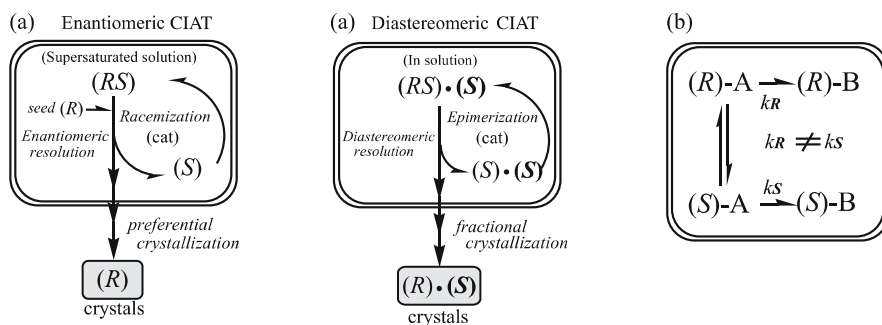 (a) Enantiomeric CIAT
(Supersaturated solution)
(RS)
seed (R)
Racemization
(cat)
Enantiomeric
resolution
(S)
preferential
crystallization
(R)
crystals
(a) Diastereomeric CIAT
(In solution)
(RS)•(S)
Epimerization
(cat)
Diastereomeric
resolution
(S)•(S)
fractional
crystallization
(R)•(S)
crystals
(b)
(R)-A (R)-B
kR
kR ≠ kS
kS
(S)-A (S)-B